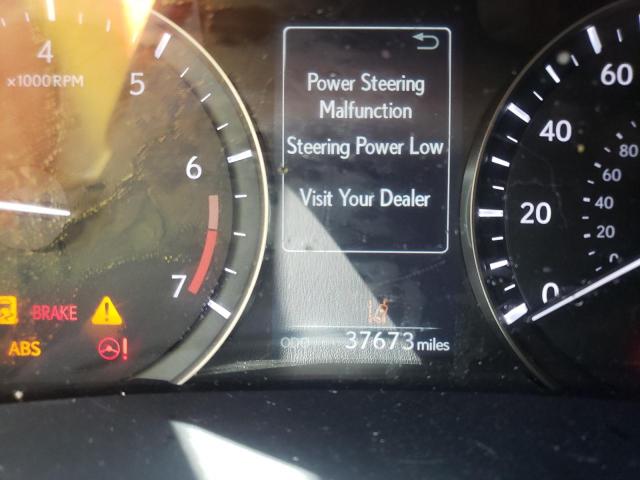 4
×1000RPM
5
6
7
BRAKE
ABS
Power Steering
Malfunction
Steering Power Low
Visit Your Dealer
ODO 37673 miles
60
40
20
0
80
60
40
20
0